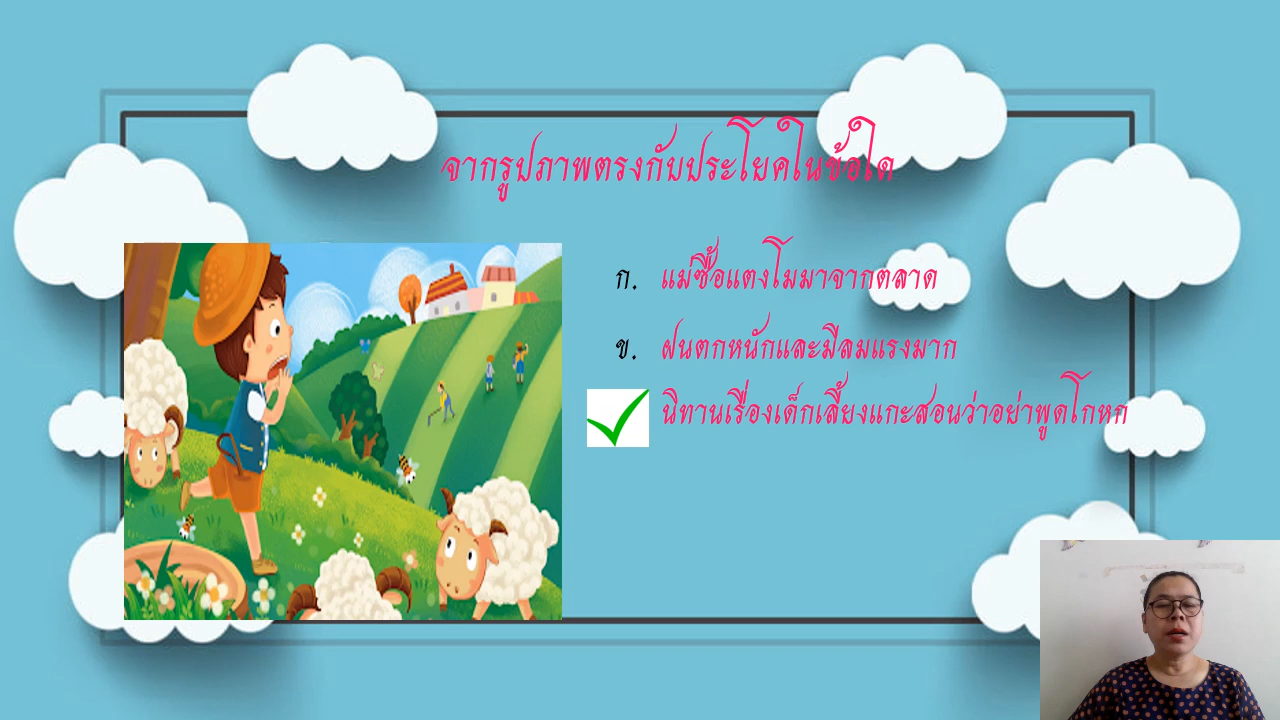 จากรูปภาพตรงกับประโยคในข้อใด
ก. แม่ซื้อแตงโมมาจากตลาด
ข. ฝนตกหนักและมีลมแรงมาก
นิทานเรื่องเด็กเลี้ยงแกะสอนว่าอย่าพูดโกหก